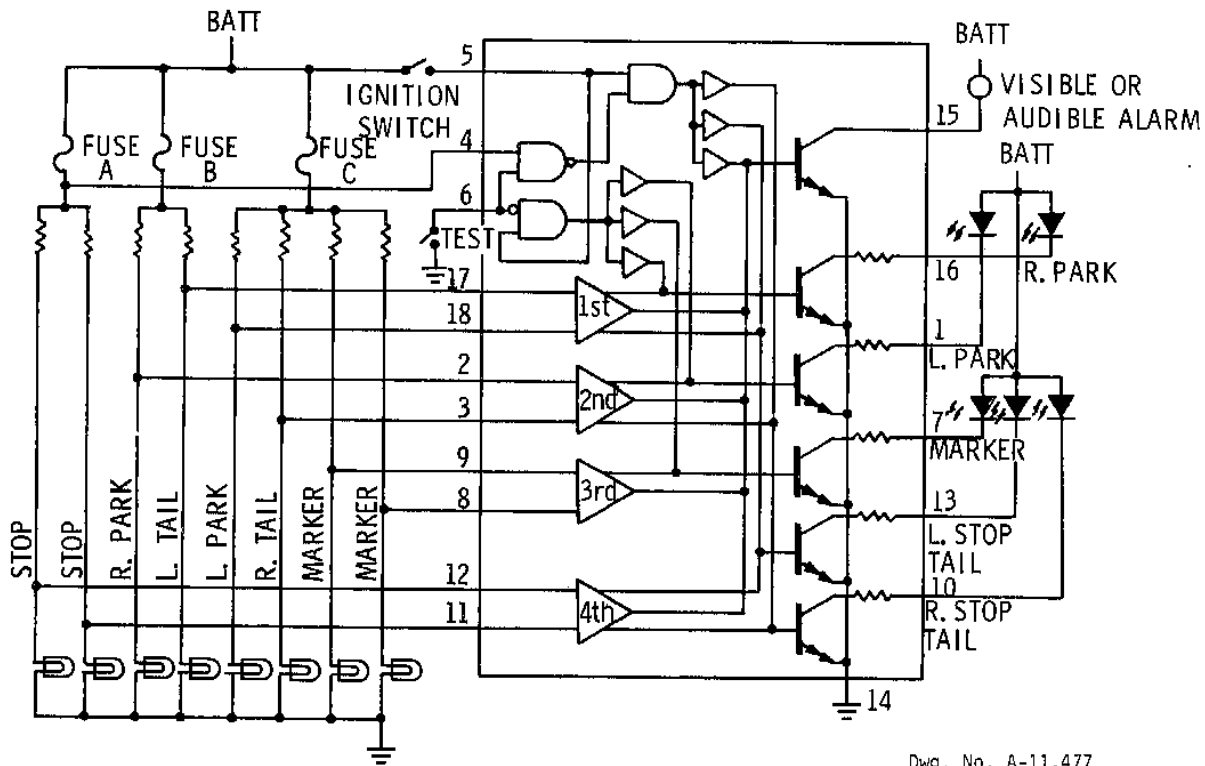 BATT
5
IGNITION
SWITCH
4
FUSE
A
FUSE
B
FUSE
C
6
TEST
17
18
2
3
9
8
12
11
1st
2nd
3rd
4th
STOP
STOP
R. PARK
L. TAIL
L. PARK
R. TAIL
MARKER
MARKER
BATT
VISIBLE OR
AUDIBLE ALARM
15
BATT
16
R. PARK
1
L. PARK
7
MARKER
13
L. STOP
TAIL
10
R. STOP
TAIL
14
Dwg. No. A-11,477